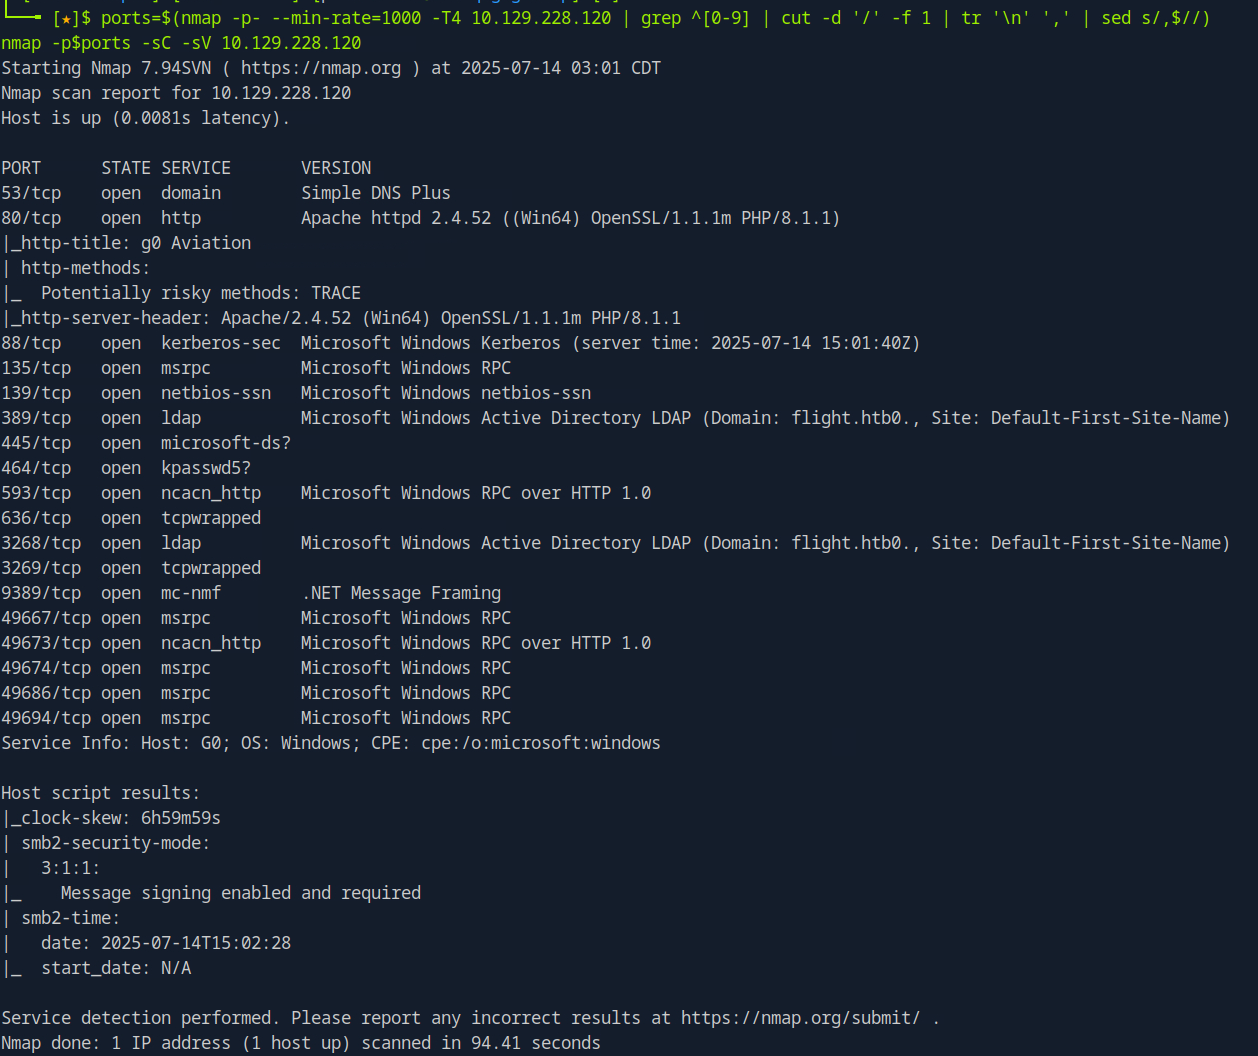 [★]$ ports=$(nmap -p- --min-rate=1000 -T4 10.129.228.120 | grep ^[0-9] | cut -d '/' -f 1 | tr '\n' ',' | sed s/,$//)
nmap -p$ports -sC -sV 10.129.228.120
Starting Nmap 7.94SVN ( https://nmap.org ) at 2025-07-14 03:01 CDT
Nmap scan report for 10.129.228.120
Host is up (0.0081s latency).

PORT      STATE SERVICE       VERSION
53/tcp    open  domain        Simple DNS Plus
80/tcp    open  http          Apache httpd 2.4.52 ((Win64) OpenSSL/1.1.1m PHP/8.1.1)
|_http-title: g0 Aviation
| http-methods:
|_  Potentially risky methods: TRACE
|_http-server-header: Apache/2.4.52 (Win64) OpenSSL/1.1.1m PHP/8.1.1
88/tcp    open  kerberos-sec  Microsoft Windows Kerberos (server time: 2025-07-14 15:01:40Z)
135/tcp   open  msrpc         Microsoft Windows RPC
139/tcp   open  netbios-ssn   Microsoft Windows netbios-ssn
389/tcp   open  ldap          Microsoft Windows Active Directory LDAP (Domain: flight.htb0., Site: Default-First-Site-Name)
445/tcp   open  microsoft-ds?
464/tcp   open  kpasswd5?
593/tcp   open  ncacn_http    Microsoft Windows RPC over HTTP 1.0
636/tcp   open  tcpwrapped
3268/tcp  open  ldap          Microsoft Windows Active Directory LDAP (Domain: flight.htb0., Site: Default-First-Site-Name)
3269/tcp  open  tcpwrapped
9389/tcp  open  mc-nmf        .NET Message Framing
49667/tcp open  msrpc         Microsoft Windows RPC
49673/tcp open  ncacn_http    Microsoft Windows RPC over HTTP 1.0
49674/tcp open  msrpc         Microsoft Windows RPC
49686/tcp open  msrpc         Microsoft Windows RPC
49694/tcp open  msrpc         Microsoft Windows RPC
Service Info: Host: G0; OS: Windows; CPE: cpe:/o:microsoft:windows

Host script results:
|_clock-skew: 6h59m59s
| smb2-security-mode:
|   3:1:1:
|_    Message signing enabled and required
| smb2-time:
|   date: 2025-07-14T15:02:28
|_  start_date: N/A

Service detection performed. Please report any incorrect results at https://nmap.org/submit/ .
Nmap done: 1 IP address (1 host up) scanned in 94.41 seconds